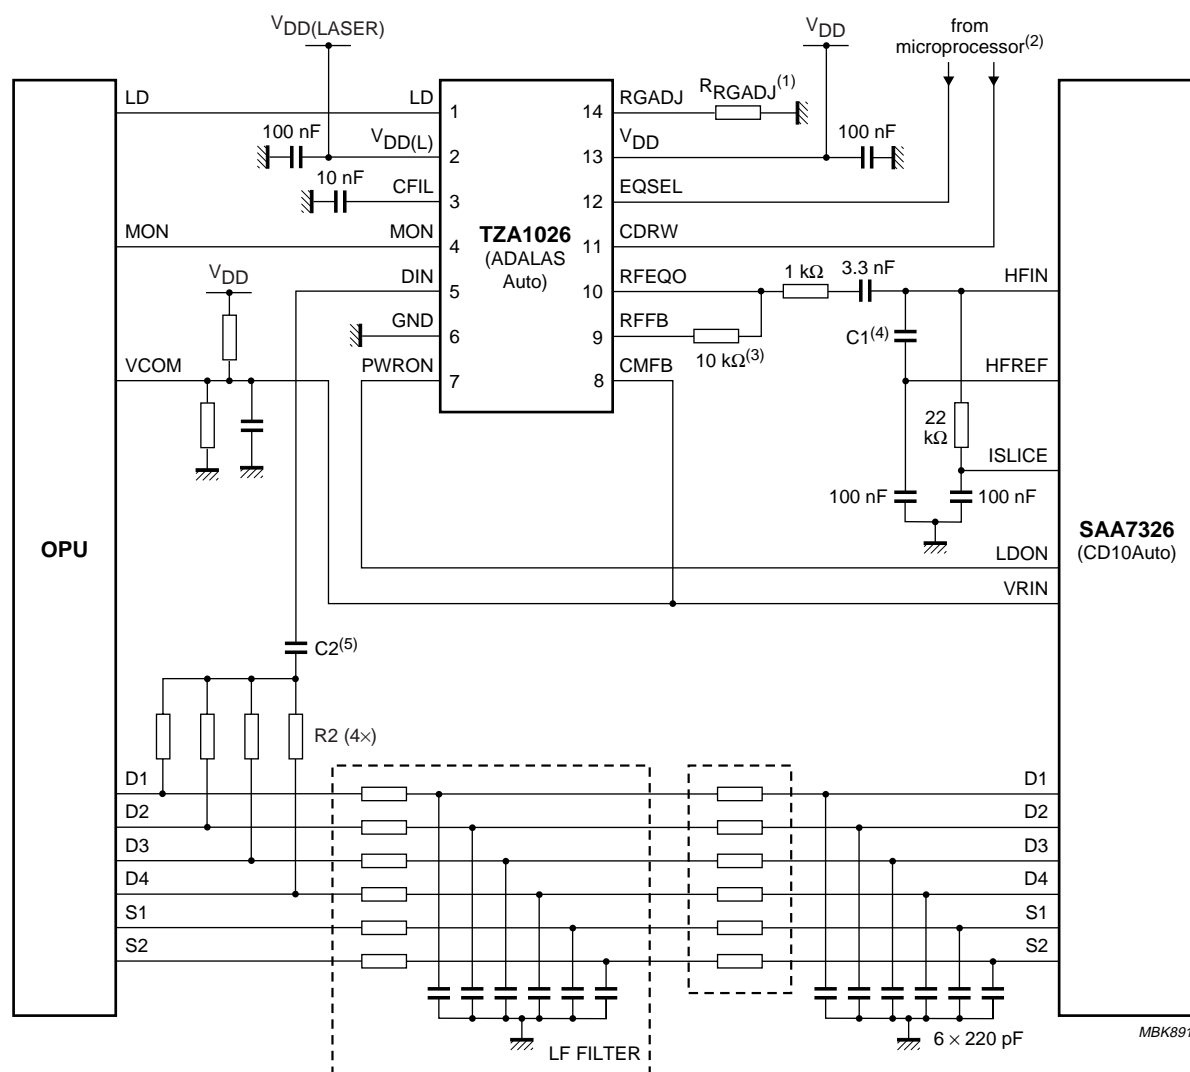 VDD(LASER)
VDD
from
microprocessor(2)
LD
LD
1
14
RGADJ
RRGADJ(1)
100 nF
VDD(L)
2
13
VDD
100 nF
10 nF
CFIL
3
12
EQSEL
MON
MON
4
TZA1026
(ADALAS
Auto)
11
CDRW
VDD
DIN
5
10
RFEQO
1 kΩ
3.3 nF
HFIN
GND
6
9
RFFB
10 kΩ(3)
C1(4)
VCOM
PWRON
7
8
CMFB
HFREF
22
kΩ
ISLICE
100 nF
100 nF
OPU
SAA7326
(CD10Auto)
LDON
VRIN
C2(5)
R2 (4×)
D1
D1
D2
D2
D3
D3
D4
D4
S1
S1
S2
S2
LF FILTER
6 × 220 pF
MBK891